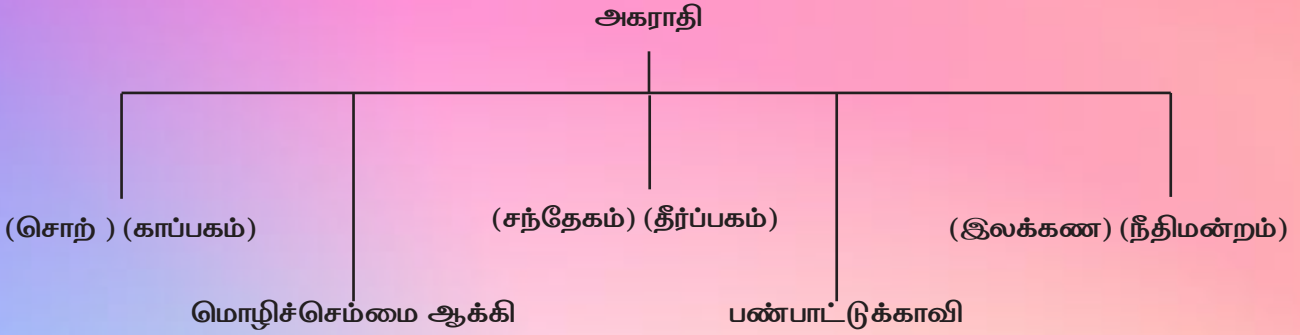 அகராதி
(சொற் ) (காப்பகம்)
(சந்தேகம்) (தீர்ப்பகம்)
(இலக்கண) (நீதிமன்றம்)
மொழிச்செம்மை ஆக்கி
பண்பாட்டுக்காவி